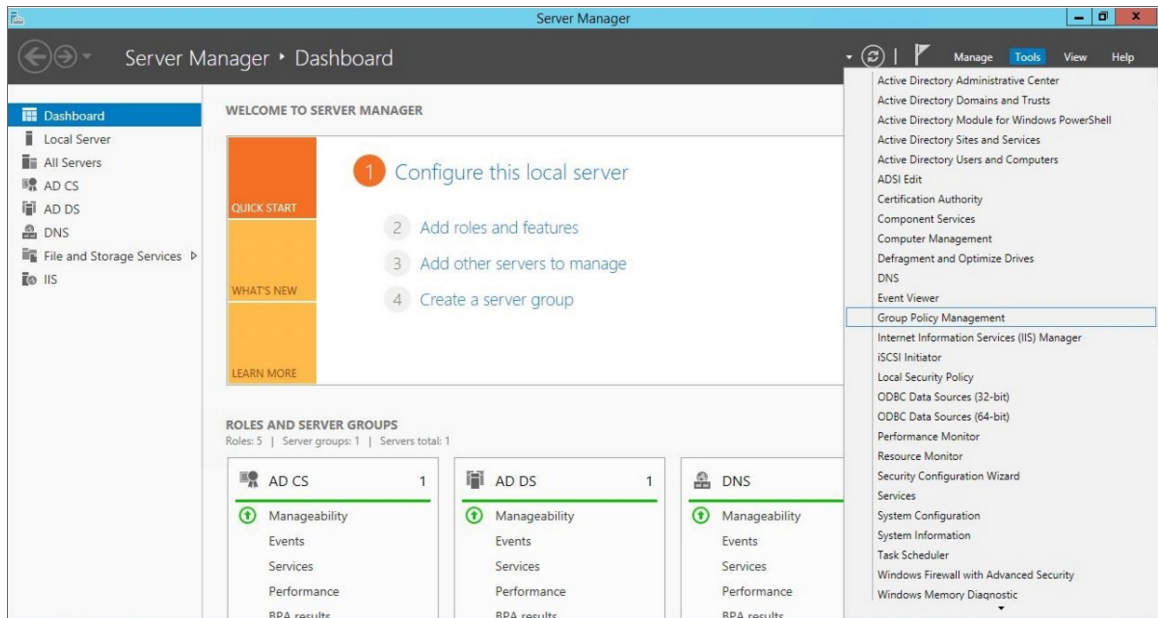 Server Manager
Server Manager ‣ Dashboard
Manage Tools View Help
Dashboard
Local Server
All Servers
AD CS
AD DS
DNS
File and Storage Services
IIS
WELCOME TO SERVER MANAGER
QUICK START
WHAT'S NEW
LEARN MORE
1 Configure this local server
2 Add roles and features
3 Add other servers to manage
4 Create a server group
ROLES AND SERVER GROUPS
Roles: 5 | Server groups: 1 | Servers total: 1
AD CS 1
Manageability
Events
Services
Performance
BPA results
AD DS 1
Manageability
Events
Services
Performance
BPA results
DNS
Manageability
Events
Services
Performance
BPA results
Active Directory Administrative Center
Active Directory Domains and Trusts
Active Directory Module for Windows PowerShell
Active Directory Sites and Services
Active Directory Users and Computers
ADSI Edit
Certification Authority
Component Services
Computer Management
Defragment and Optimize Drives
DNS
Event Viewer
Group Policy Management
Internet Information Services (IIS) Manager
iSCSI Initiator
Local Security Policy
ODBC Data Sources (32-bit)
ODBC Data Sources (64-bit)
Performance Monitor
Resource Monitor
Security Configuration Wizard
Services
System Configuration
System Information
Task Scheduler
Windows Firewall with Advanced Security
Windows Memory Diagnostic